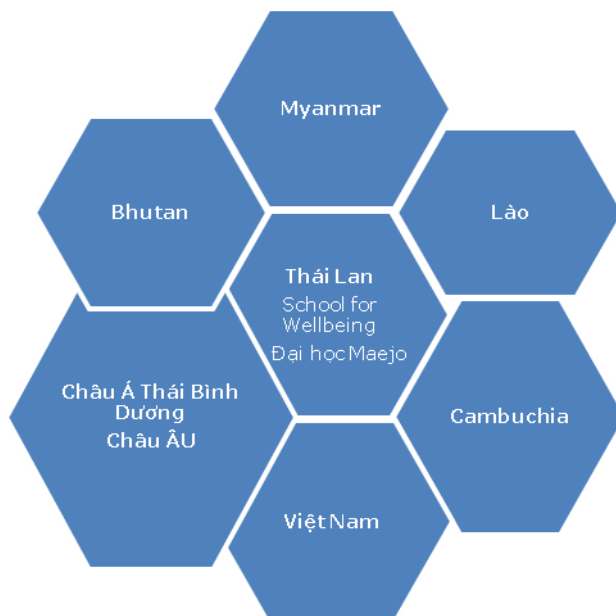 Myanmar
Bhutan
Lào
Thái Lan
School for
Wellbeing
Đại học Maejo
Châu Á Thái Bình
Dương
Châu ÂU
Cambuchia
Việt Nam